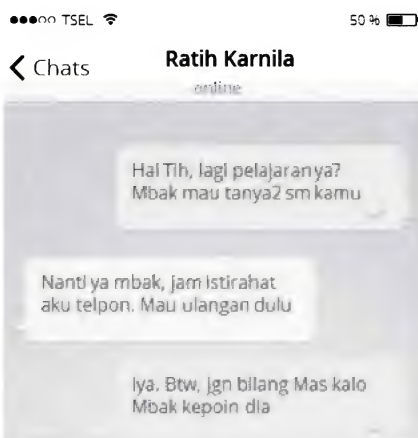 TSEL
50 %
Chats
Ratih Karnila
online
Hai Tih, lagi pelajaran ya?
Mbak mau tanya2 sm kamu
Nanti ya mbak, jam istirahat
aku telpon. Mau ulangan dulu
Iya. Btw, jgn bilang Mas kalo
Mbak kepoin dia